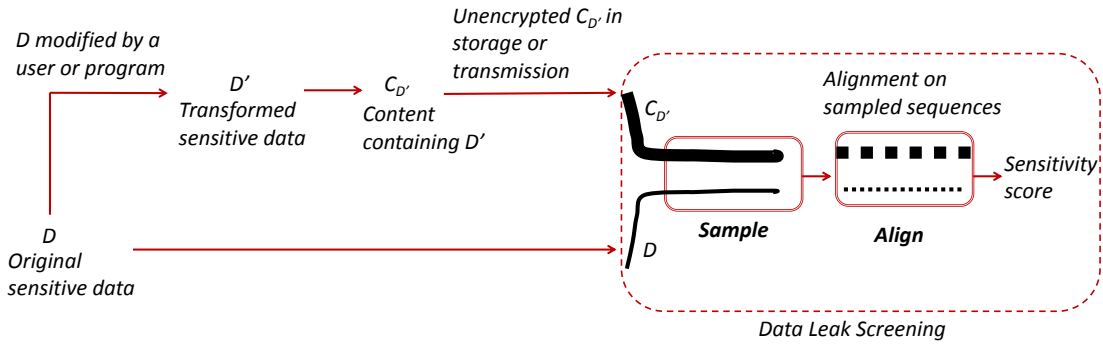 D modified by a
user or program
D'
Transformed
sensitive data
C_D'
Content
containing D'
Unencrypted C_D' in
storage or
transmission
D
Original
sensitive data
C_D'
D
Sample
Alignment on
sampled sequences
Align
Sensitivity
score
Data Leak Screening